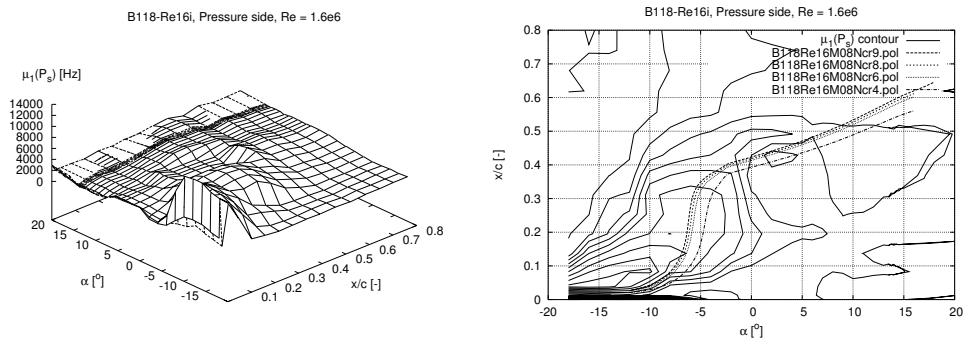 B118-Re16i, Pressure side, Re = 1.6e6
μ1(Ps) [Hz]
14000
12000
10000
8000
6000
4000
2000
0
20
15
10
5
0
-5
-10
-15
α [°]
0.1
0.2
0.3
0.4
0.5
0.6
0.7
0.8
x/c [-]
B118-Re16i, Pressure side, Re = 1.6e6
μ1(Ps) contour
B118Re16M08Ncr9.pol
B118Re16M08Ncr8.pol
B118Re16M08Ncr6.pol
B118Re16M08Ncr4.pol
0.8
0.7
0.6
0.5
0.4
0.3
0.2
0.1
0
x/c [-]
-20 -15 -10 -5 0 5 10 15 20
α [°]